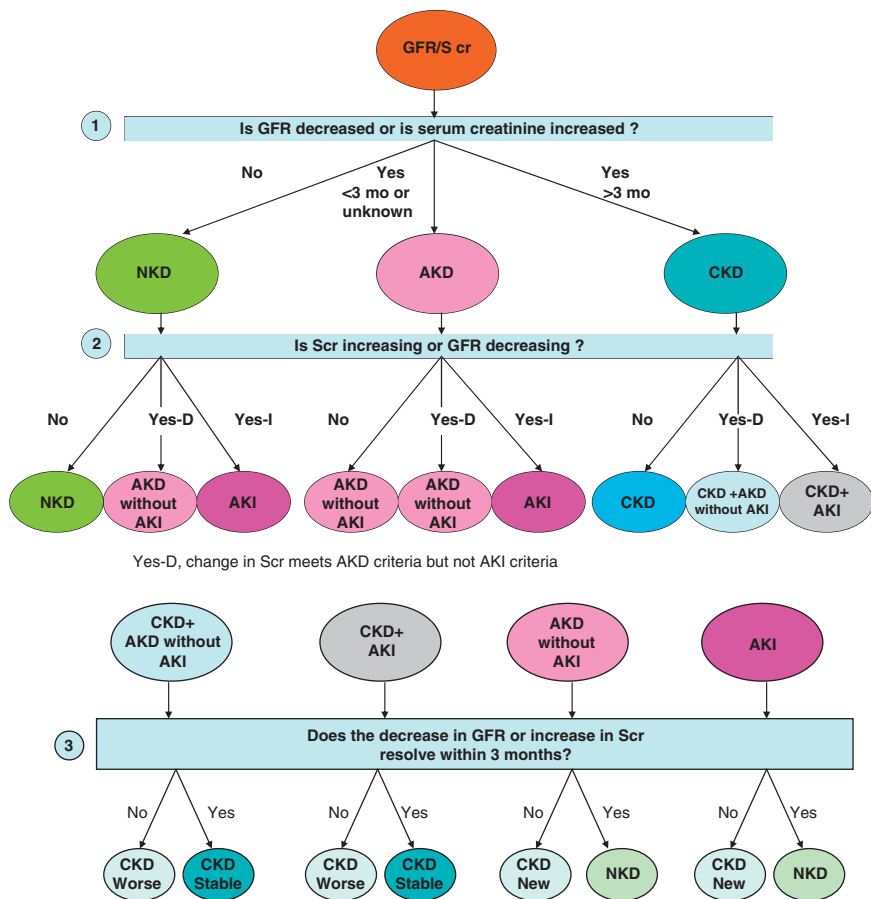 GFR/S cr
1
Is GFR decreased or is serum creatinine increased ?
No
Yes
<3 mo or
unknown
Yes
>3 mo
NKD
AKD
CKD
2
Is Scr increasing or GFR decreasing ?
No
Yes-D
Yes-I
No
Yes-D
Yes-I
No
Yes-D
Yes-I
NKD
AKD
without
AKI
AKI
AKD
without
AKI
AKD
without
AKI
AKI
CKD
CKD +AKD
without AKI
CKD+
AKI
Yes-D, change in Scr meets AKD criteria but not AKI criteria
CKD+
AKD without
AKI
CKD+
AKI
AKD
without
AKI
AKI
3
Does the decrease in GFR or increase in Scr
resolve within 3 months?
No
Yes
No
Yes
No
Yes
No
Yes
CKD
Worse
CKD
Stable
CKD
Worse
CKD
Stable
CKD
New
NKD
CKD
New
NKD